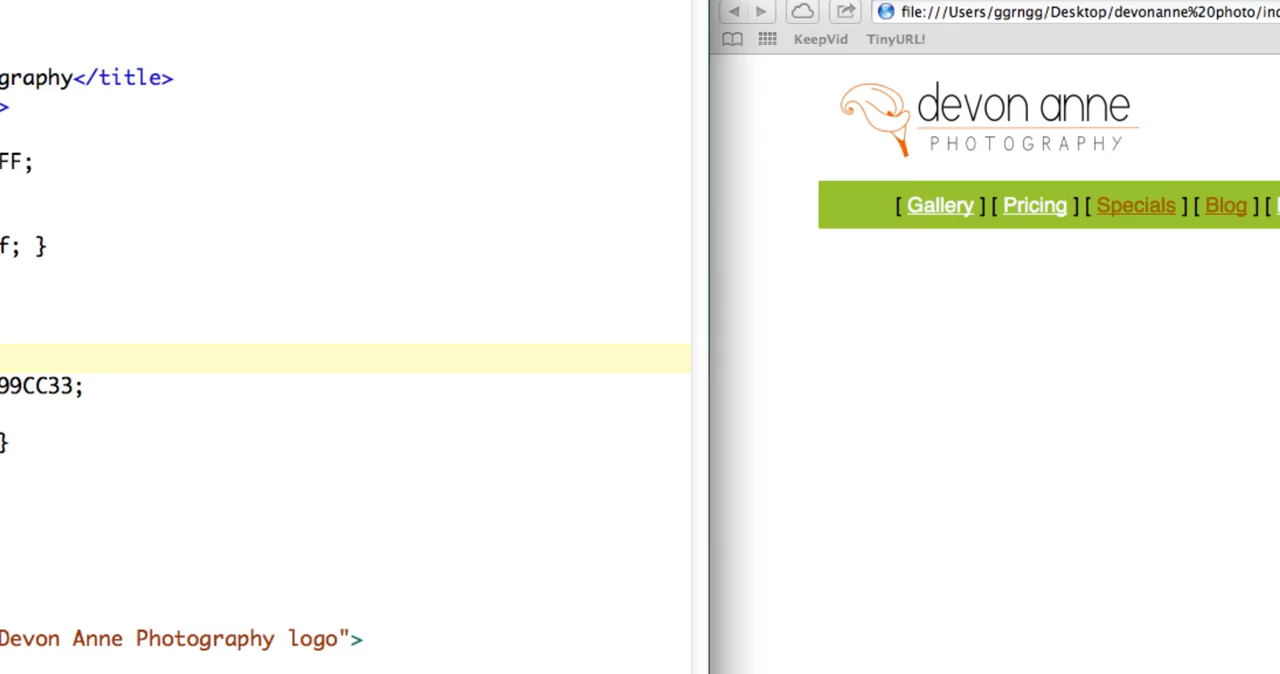 graphy</title>
>
FF;
f; }
99CC33;
}
Devon Anne Photography logo">
file:///Users/ggrngg/Desktop/devonanne%20photo/inc
KeepVid TinyURL!
devon anne
PHOTOGRAPHY
[ Gallery ] [ Pricing ] [ Specials ] [ Blog ] [